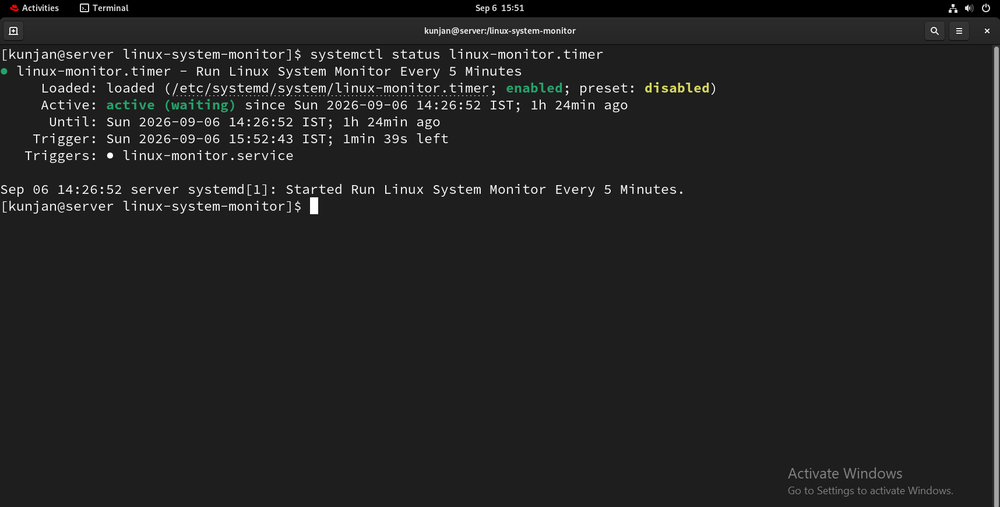 Activities Terminal Sep 6 15:51
kunjan@server:/linux-system-monitor
[kunjan@server linux-system-monitor]$ systemctl status linux-monitor.timer
● linux-monitor.timer - Run Linux System Monitor Every 5 Minutes
Loaded: loaded (/etc/systemd/system/linux-monitor.timer; enabled; preset: disabled)
Active: active (waiting) since Sun 2026-09-06 14:26:52 IST; 1h 24min ago
Until: Sun 2026-09-06 14:26:52 IST; 1h 24min ago
Trigger: Sun 2026-09-06 15:52:43 IST; 1min 39s left
Triggers: ● linux-monitor.service
Sep 06 14:26:52 server systemd[1]: Started Run Linux System Monitor Every 5 Minutes.
[kunjan@server linux-system-monitor]$
Activate Windows
Go to Settings to activate Windows.